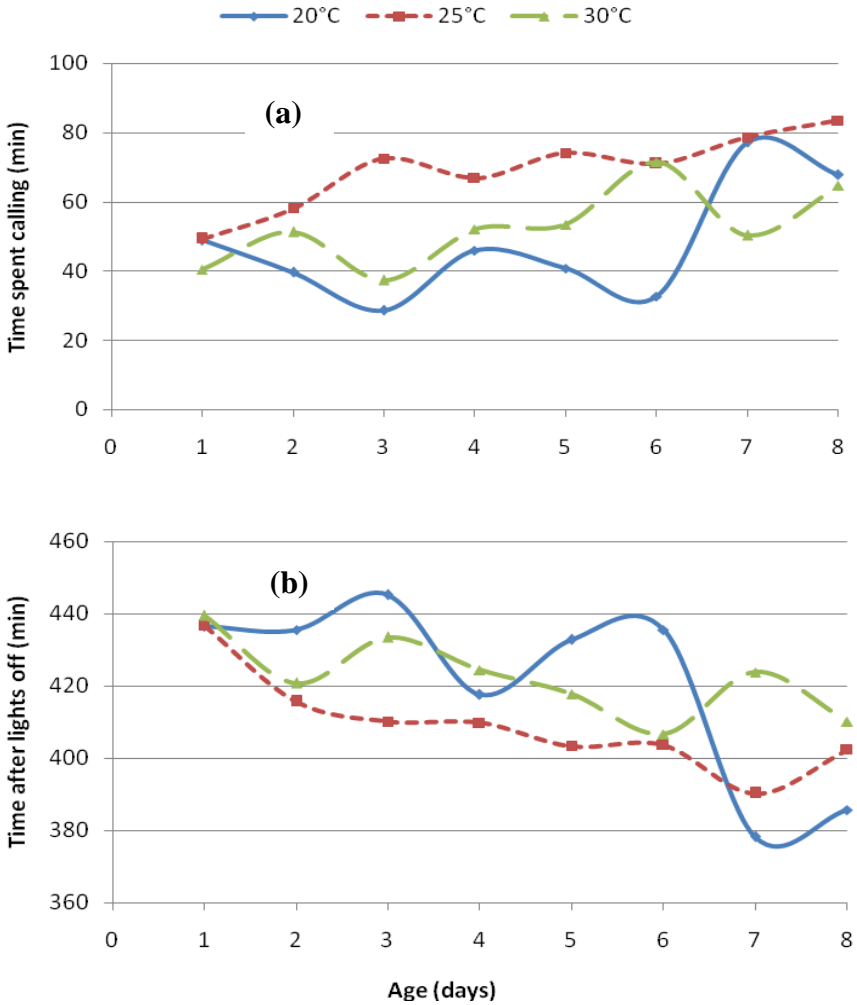 20°C 25°C 30°C
(a)
Time spent calling (min)
100
80
60
40
20
0
0 1 2 3 4 5 6 7 8
(b)
Time after lights off (min)
460
440
420
400
380
360
0 1 2 3 4 5 6 7 8
Age (days)